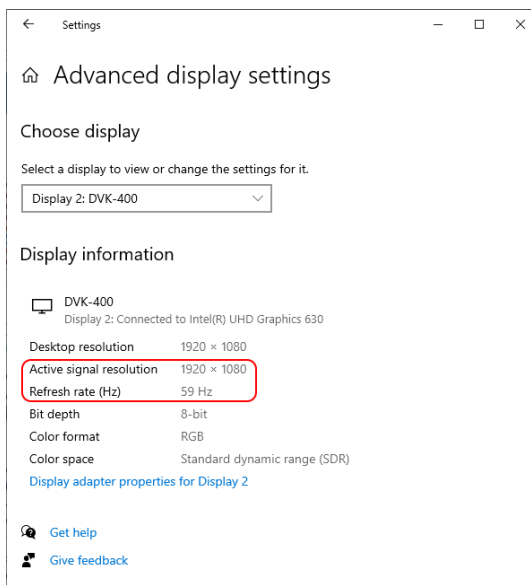 Settings
Advanced display settings
Choose display
Select a display to view or change the settings for it.
Display 2: DVK-400
Display information
DVK-400
Display 2: Connected to Intel(R) UHD Graphics 630
Desktop resolution 1920 × 1080
Active signal resolution 1920 × 1080
Refresh rate (Hz) 59 Hz
Bit depth 8-bit
Color format RGB
Color space Standard dynamic range (SDR)
Display adapter properties for Display 2
Get help
Give feedback